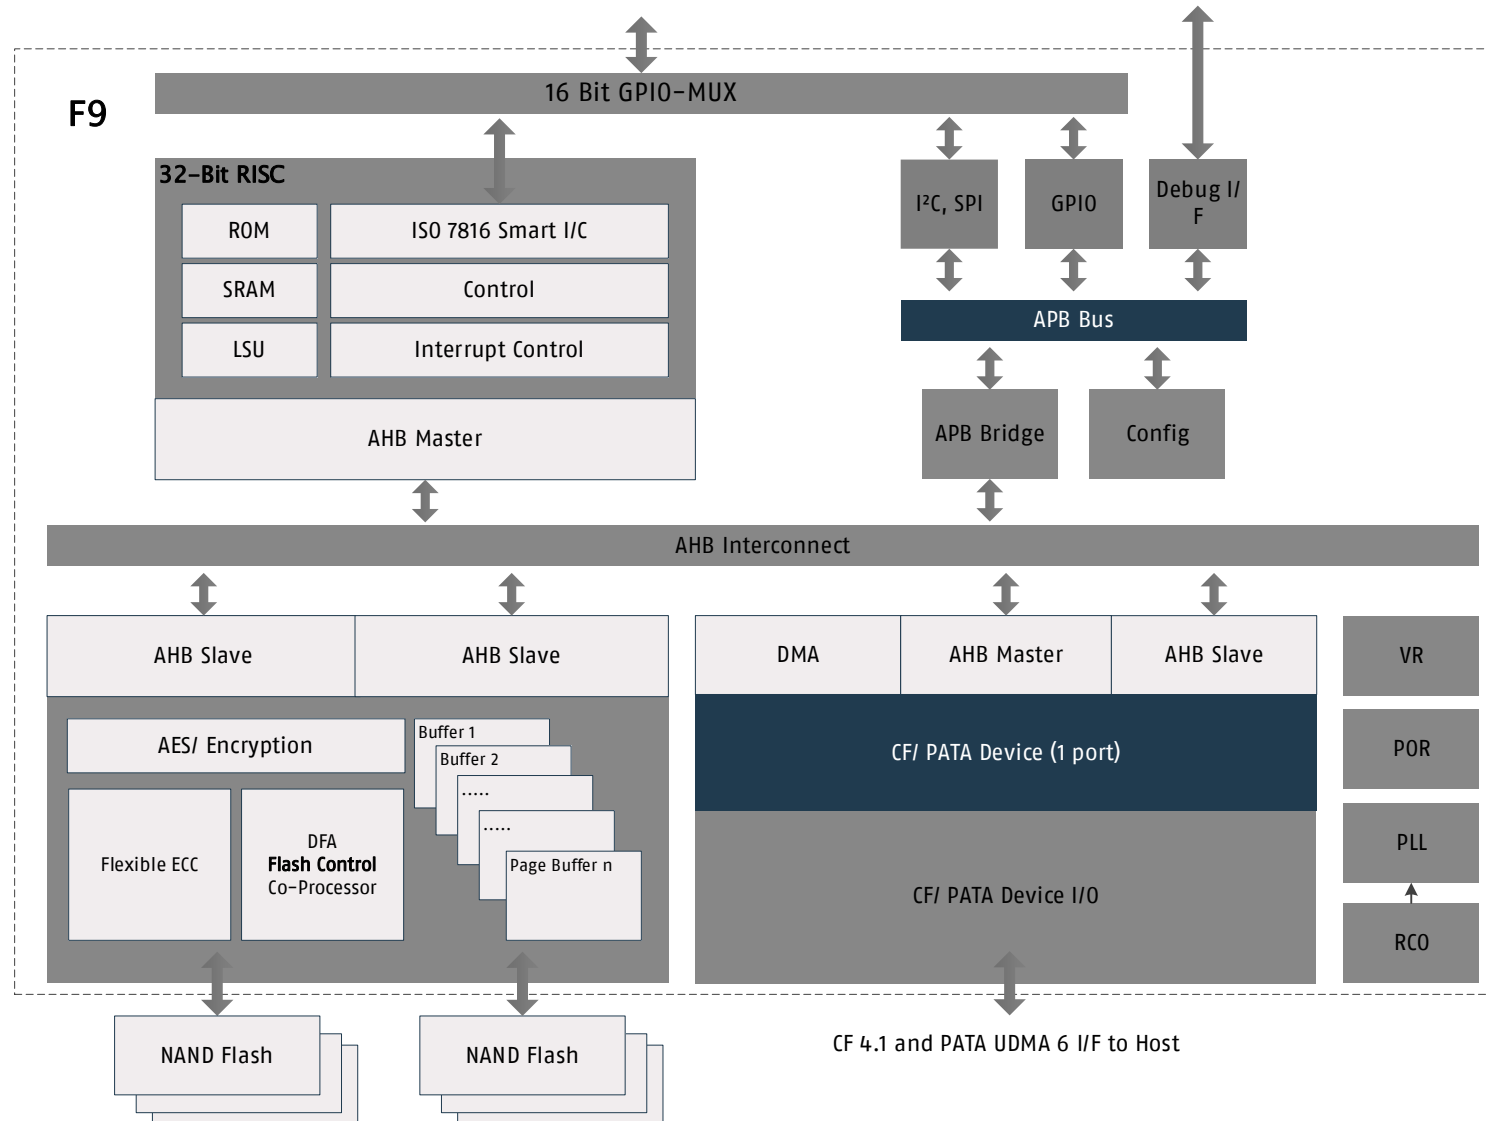 16 Bit GPIO-MUX
F9
32-Bit RISC
ROM
ISO 7816 Smart I/C
SRAM
Control
LSU
Interrupt Control
AHB Master
I²C, SPI
GPIO
Debug I/
F
APB Bus
APB Bridge
Config
AHB Interconnect
AHB Slave
AHB Slave
DMA
AHB Master
AHB Slave
VR
AES/ Encryption
Buffer 1
Buffer 2
.....
.....
Page Buffer n
Flexible ECC
DFA
Flash Control
Co-Processor
CF/ PATA Device (1 port)
CF/ PATA Device I/O
POR
PLL
RCO
NAND Flash
NAND Flash
CF 4.1 and PATA UDMA 6 I/F to Host